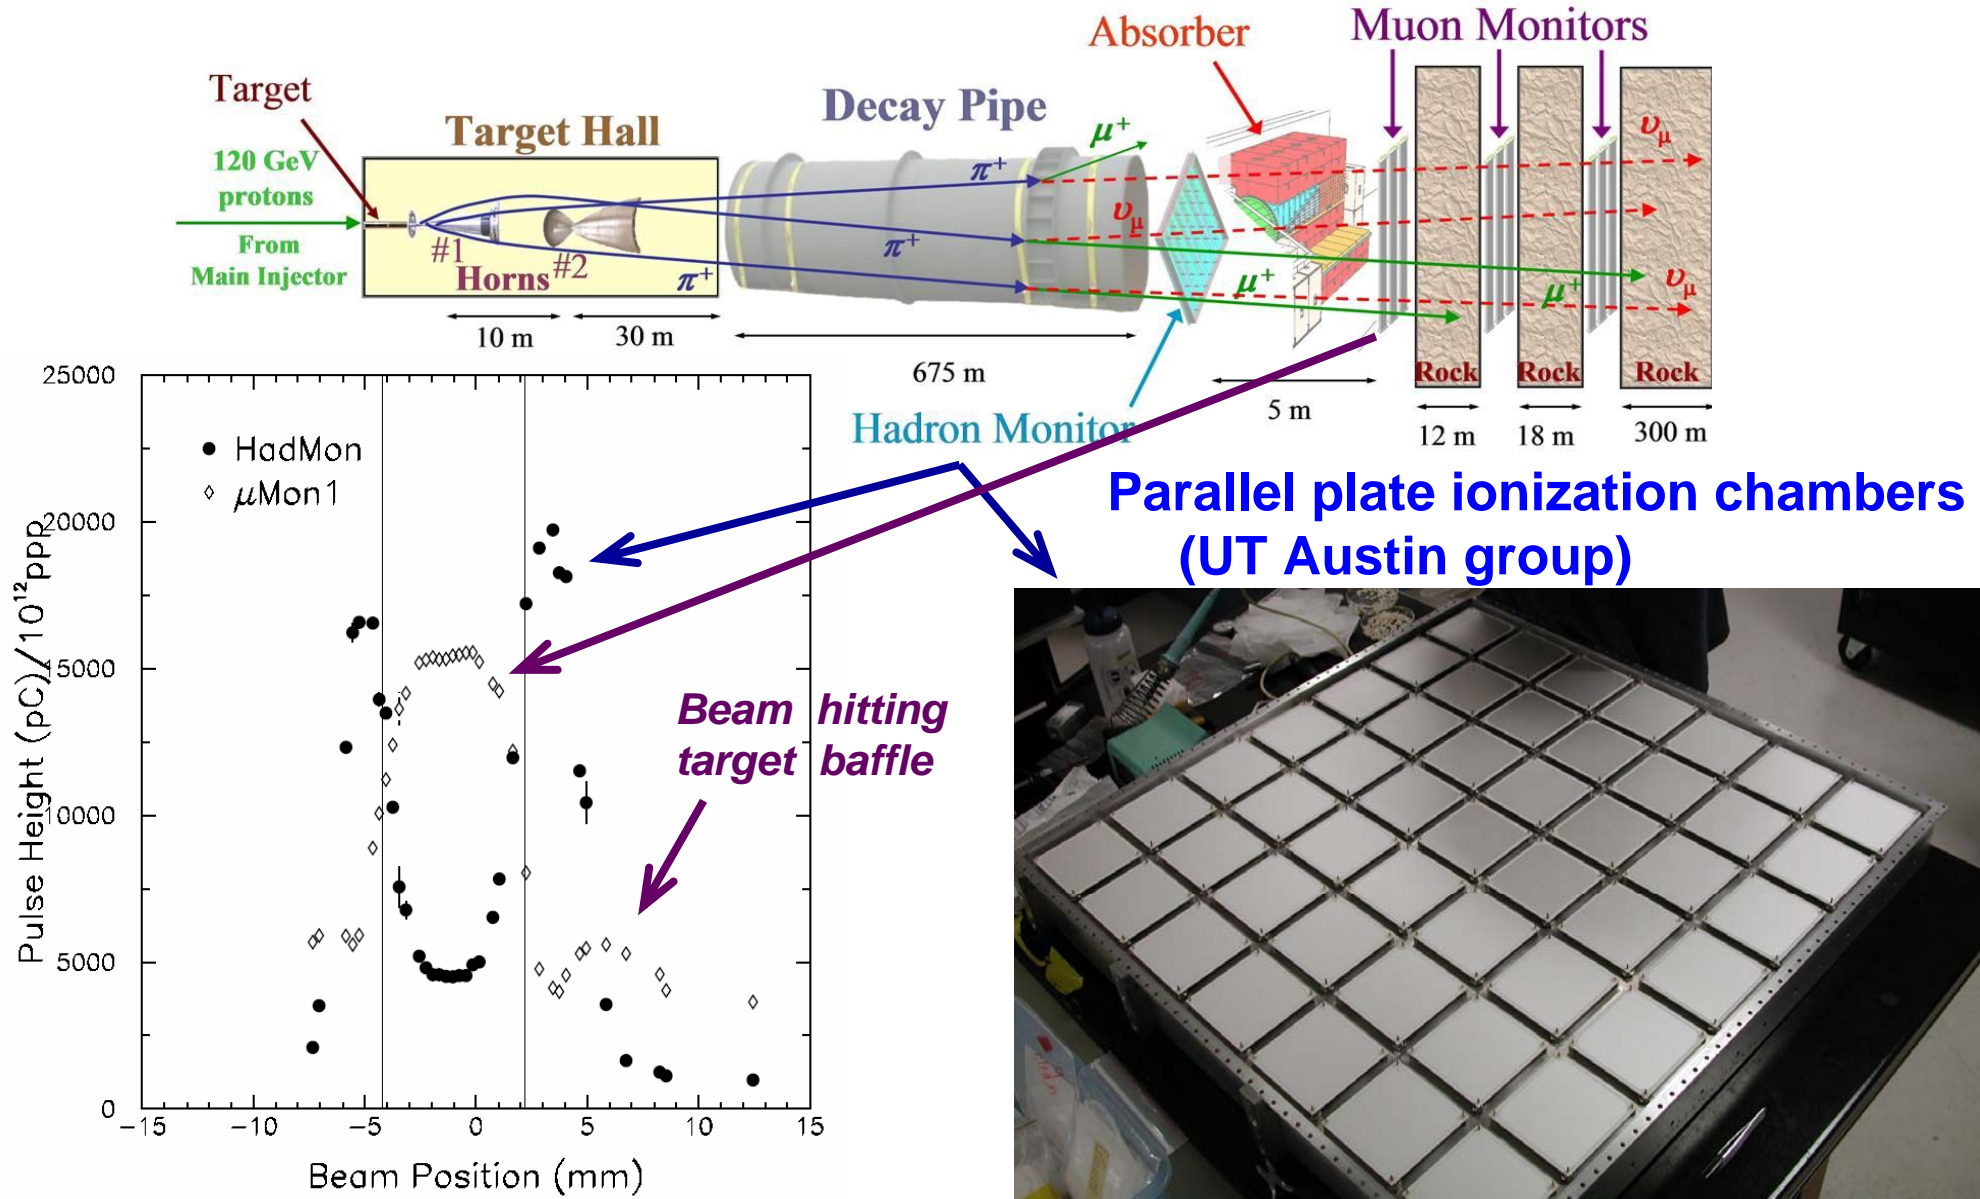 Absorber
Muon Monitors
Target
Decay Pipe
Target Hall
120 GeV
protons
From
Main Injector
#1
#2
Horns
π⁺
π⁺
π⁺
μ⁺
υμ
μ⁺
μ⁺
υμ
υμ
10 m
30 m
675 m
5 m
Rock
Rock
Rock
12 m
18 m
300 m
Hadron Monitor
Parallel plate ionization chambers
(UT Austin group)
HadMon
μMon1
Beam hitting
target baffle
Pulse Height (pC)/10¹²ppp
25000
20000
15000
10000
5000
0
−15
−10
−5
0
5
10
15
Beam Position (mm)